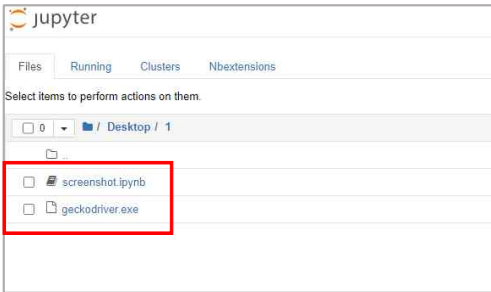 jupyter
Files Running Clusters Nbextensions
Select items to perform actions on them.
0 / Desktop / 1
..
screenshot.ipynb
geckodriver.exe